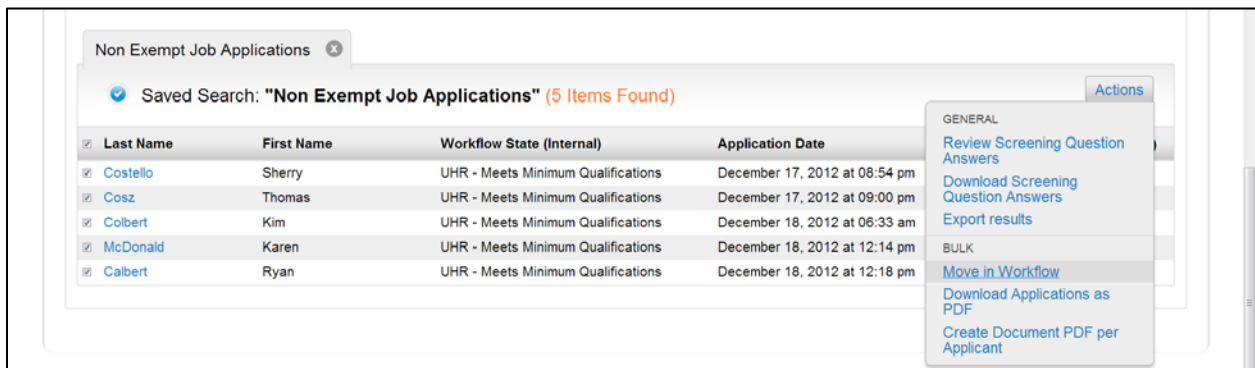 Non Exempt Job Applications
Saved Search: "Non Exempt Job Applications" (5 Items Found)
Actions
Last Name First Name Workflow State (Internal) Application Date
Costello Sherry UHR - Meets Minimum Qualifications December 17, 2012 at 08:54 pm
Cosz Thomas UHR - Meets Minimum Qualifications December 17, 2012 at 09:00 pm
Colbert Kim UHR - Meets Minimum Qualifications December 18, 2012 at 06:33 am
McDonald Karen UHR - Meets Minimum Qualifications December 18, 2012 at 12:14 pm
Calbert Ryan UHR - Meets Minimum Qualifications December 18, 2012 at 12:18 pm
GENERAL
Review Screening Question
Answers
Download Screening
Question Answers
Export results
BULK
Move in Workflow
Download Applications as
PDF
Create Document PDF per
Applicant